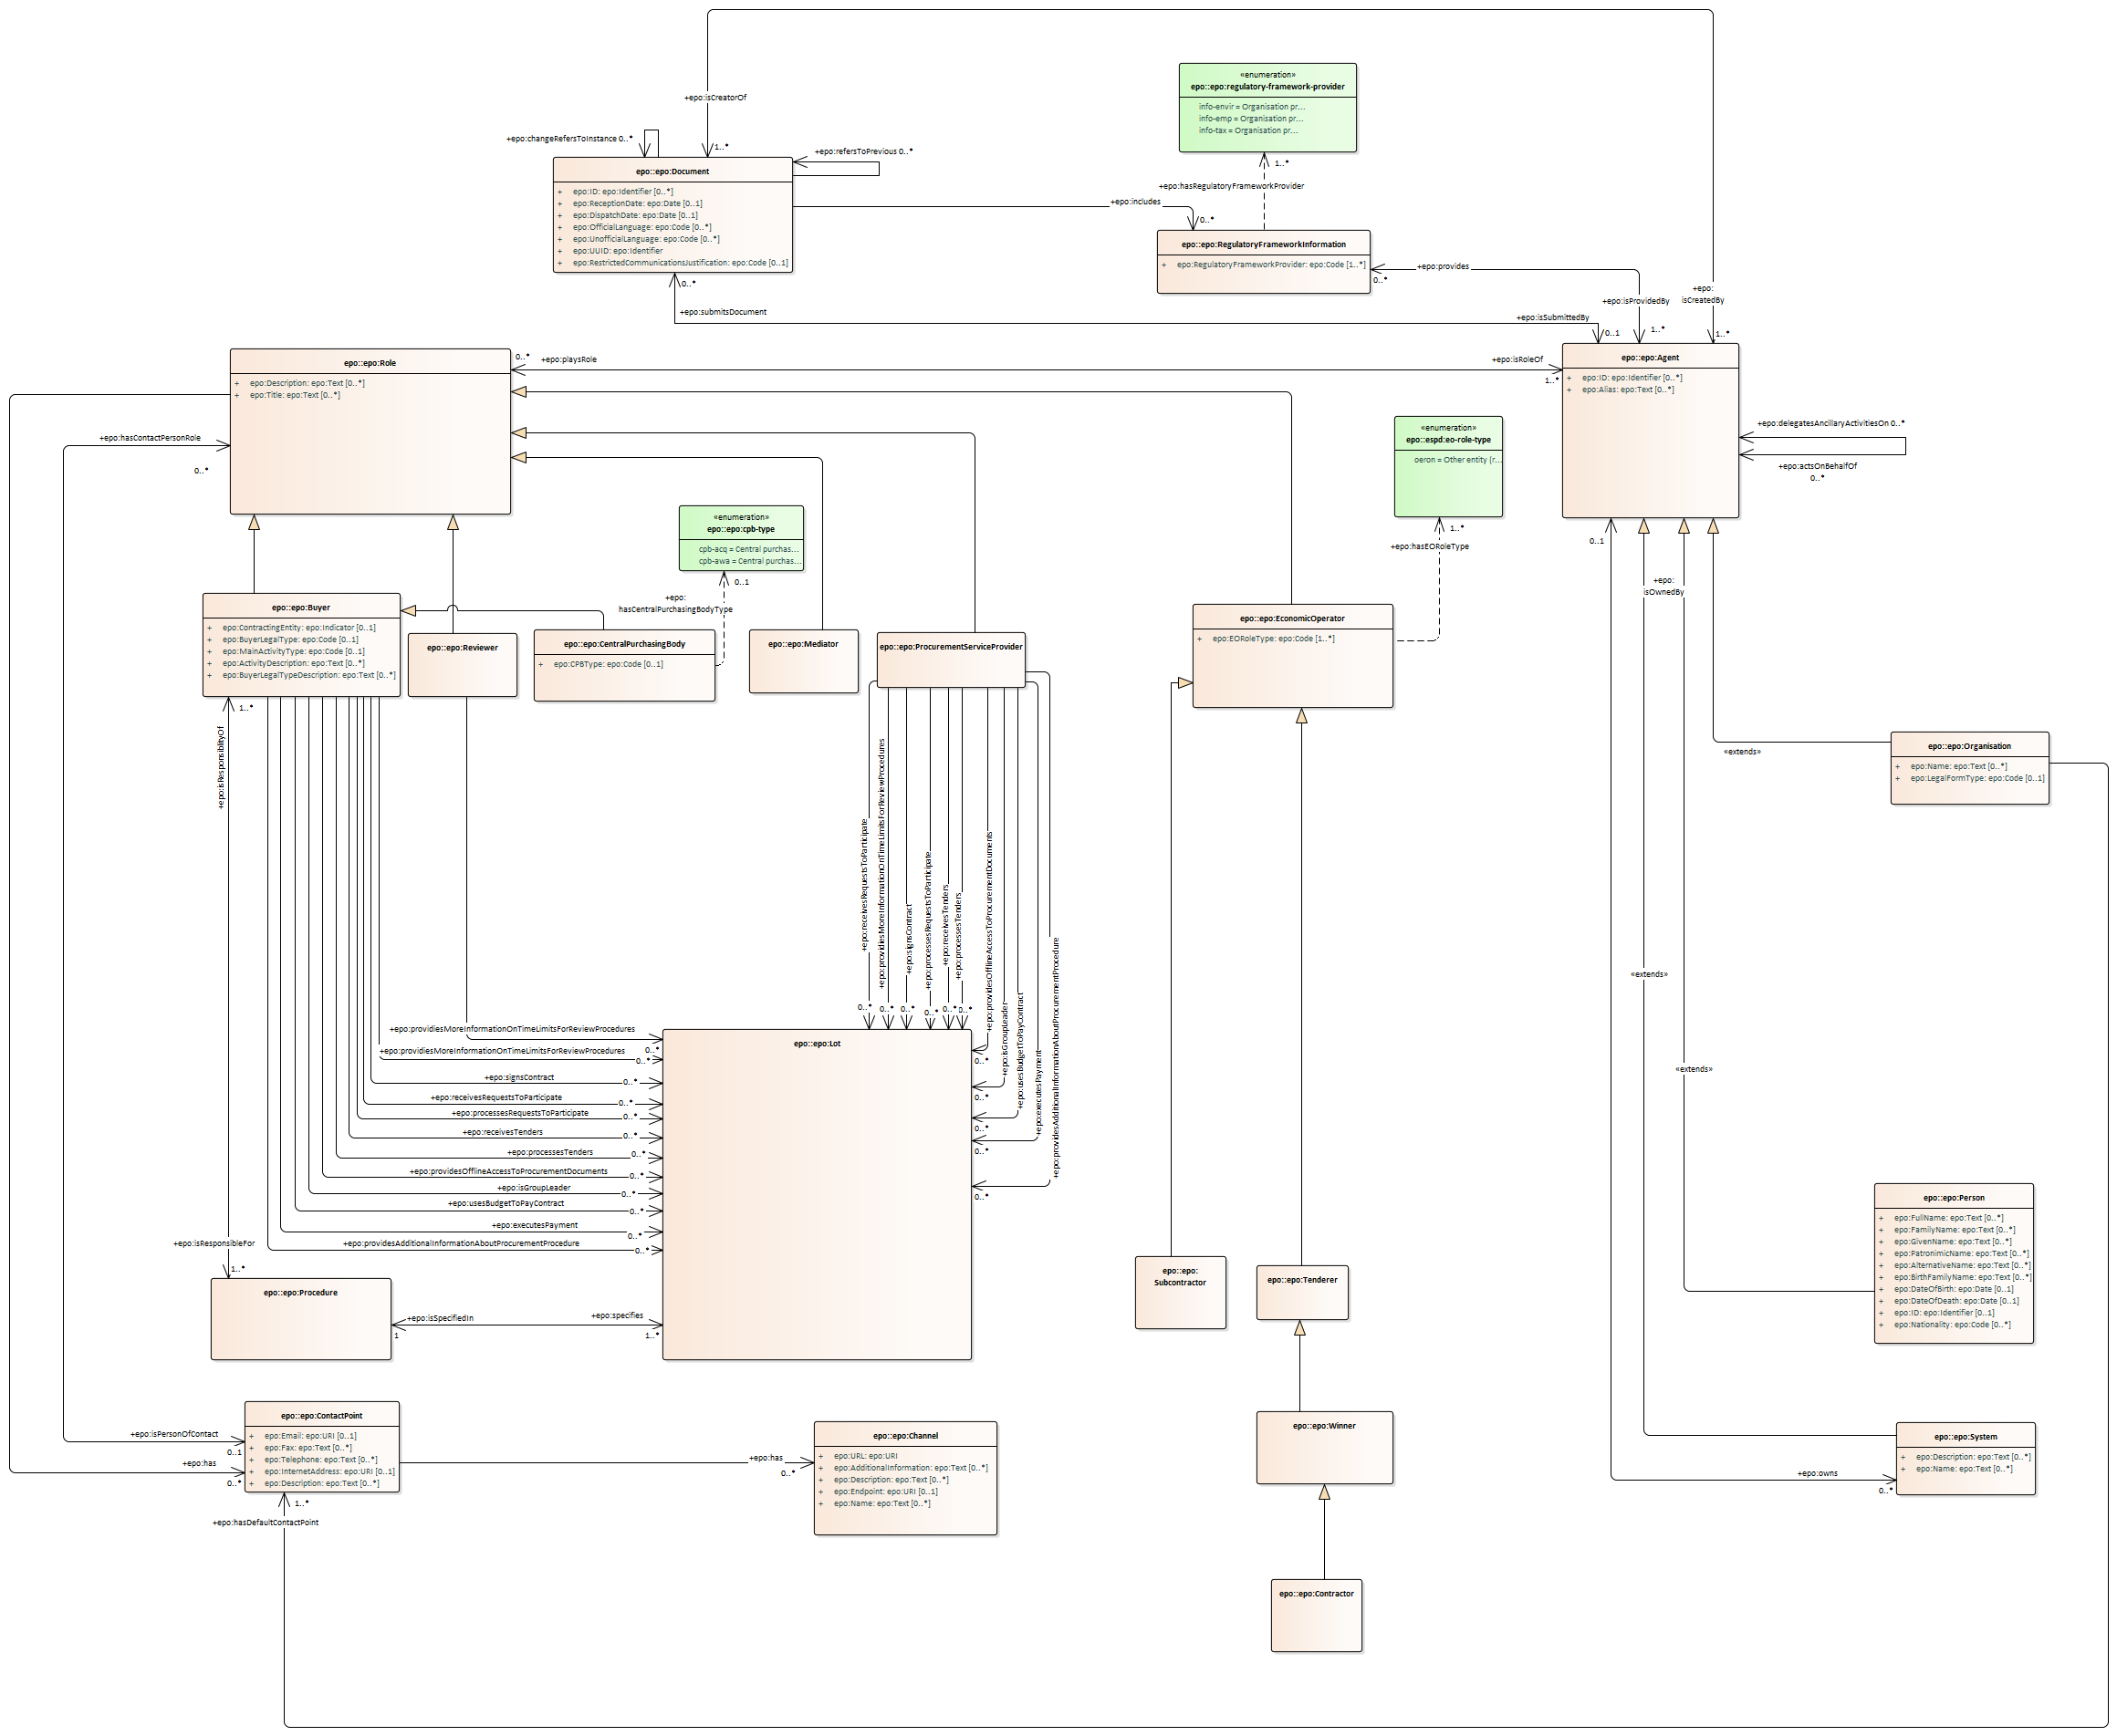 +epo:isCreatorOf
1..*
+epo:changeRefersToInstance 0..*
+epo:refersToPrevious 0..*
epo::epo:Document
+ epo:ID: epo:Identifier [0..*]
+ epo:ReceptionDate: epo:Date [0..1]
+ epo:DispatchDate: epo:Date [0..1]
+ epo:OfficialLanguage: epo:Code [0..*]
+ epo:UnofficialLanguage: epo:Code [0..*]
+ epo:UUID: epo:Identifier
+ epo:RestrictedCommunicationsJustification: epo:Code [0..1]
0..*
+epo:submitsDocument
«enumeration»
epo::epo:regulatory-framework-provider
info-envir = Organisation pr...
info-emp = Organisation pr...
info-tax = Organisation pr...
1..*
+epo:hasRegulatoryFrameworkProvider
+epo:includes
0..*
epo::epo:RegulatoryFrameworkInformation
+ epo:RegulatoryFrameworkProvider: epo:Code [1..*]
0..*
+epo:provides
+epo:isProvidedBy
1..*
+epo:
isCreatedBy
1..*
+epo:isSubmittedBy
0..1
epo::epo:Role
+ epo:Description: epo:Text [0..*]
+ epo:Title: epo:Text [0..*]
0..*
+epo:playsRole
+epo:isRoleOf
1..*
epo::epo:Agent
+ epo:ID: epo:Identifier [0..*]
+ epo:Alias: epo:Text [0..*]
+epo:delegatesAncillaryActivitiesOn 0..*
+epo:actsOnBehalfOf
0..*
+epo:hasContactPersonRole
0..*
«enumeration»
epo::espd:eo-role-type
oeron = Other entity (r...
1..*
+epo:hasEORoleType
«enumeration»
epo::epo:cpb-type
cpb-acq = Central purchas...
cpb-awa = Central purchas...
0..1
+epo:
hasCentralPurchasingBodyType
0..1
+epo:
isOwnedBy
epo::epo:Buyer
+ epo:ContractingEntity: epo:Indicator [0..1]
+ epo:BuyerLegalType: epo:Code [0..1]
+ epo:MainActivityType: epo:Code [0..1]
+ epo:ActivityDescription: epo:Text [0..*]
+ epo:BuyerLegalTypeDescription: epo:Text [0..*]
epo::epo:Reviewer
epo::epo:CentralPurchasingBody
+ epo:CPBType: epo:Code [0..1]
epo::epo:Mediator
epo::epo:ProcurementServiceProvider
epo::epo:EconomicOperator
+ epo:EORoleType: epo:Code [1..*]
1..*
+epo:isResponsiblityOf
+epo:receivesRequestsToParticipate
0..*
+epo:providiesMoreInformationOnTimeLimitsForReviewProcedures
0..*
+epo:signsContract
0..*
+epo:processesRequestsToParticipate
0..*
+epo:receivesTenders
0..*
+epo:processesTenders
0..*
+epo:providesOfflineAccessToProcurementDocuments
0..*
+epo:isGroupLeader
0..*
+epo:usesBudgetToPayContract
0..*
+epo:executesPayment
0..*
+epo:providesAdditionalInformationAboutProcurementProcedure
0..*
«extends»
epo::epo:Organisation
+ epo:Name: epo:Text [0..*]
+ epo:LegalFormType: epo:Code [0..1]
«extends»
«extends»
+epo:providiesMoreInformationOnTimeLimitsForReviewProcedures
0..*
+epo:providiesMoreInformationOnTimeLimitsForReviewProcedures
0..*
+epo:signsContract
0..*
+epo:receivesRequestsToParticipate
0..*
+epo:processesRequestsToParticipate
0..*
+epo:receivesTenders
0..*
+epo:processesTenders
0..*
+epo:providesOfflineAccessToProcurementDocuments
0..*
+epo:isGroupLeader
0..*
+epo:usesBudgetToPayContract
0..*
+epo:executesPayment
0..*
+epo:providesAdditionalInformationAboutProcurementProcedure
0..*
epo::epo:Lot
+epo:isResponsibleFor
1..*
epo::epo:Procedure
+epo:isSpecifiedIn
1
+epo:specifies
1..*
epo::epo:
Subcontractor
epo::epo:Tenderer
epo::epo:Person
+ epo:FullName: epo:Text [0..*]
+ epo:FamilyName: epo:Text [0..*]
+ epo:GivenName: epo:Text [0..*]
+ epo:PatronimicName: epo:Text [0..*]
+ epo:AlternativeName: epo:Text [0..*]
+ epo:BirthFamilyName: epo:Text [0..*]
+ epo:DateOfBirth: epo:Date [0..1]
+ epo:DateOfDeath: epo:Date [0..1]
+ epo:ID: epo:Identifier [0..1]
+ epo:Nationality: epo:Code [0..*]
epo::epo:ContactPoint
+ epo:Email: epo:URI [0..1]
+ epo:Fax: epo:Text [0..*]
+ epo:Telephone: epo:Text [0..*]
+ epo:InternetAddress: epo:URI [0..1]
+ epo:Description: epo:Text [0..*]
+epo:isPersonOfContact
0..1
+epo:has
0..*
1..*
+epo:hasDefaultContactPoint
+epo:has
0..*
epo::epo:Channel
+ epo:URL: epo:URI
+ epo:AdditionalInformation: epo:Text [0..*]
+ epo:Description: epo:Text [0..*]
+ epo:Endpoint: epo:URI [0..1]
+ epo:Name: epo:Text [0..*]
epo::epo:Winner
epo::epo:System
+ epo:Description: epo:Text [0..*]
+ epo:Name: epo:Text [0..*]
+epo:owns
0..*
epo::epo:Contractor